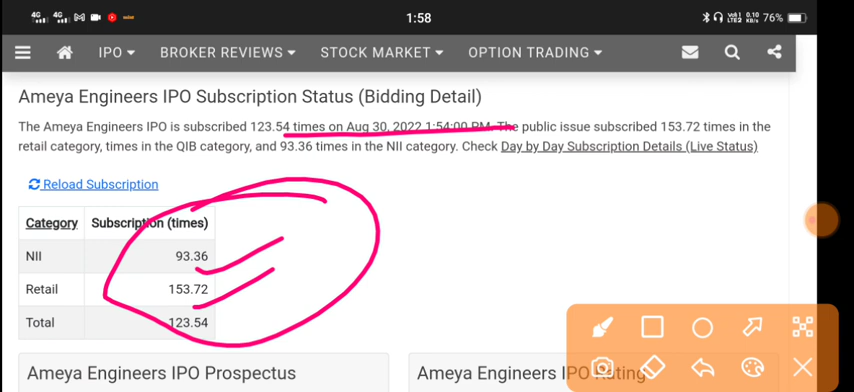 4G 4G 1:58 76%
IPO BROKER REVIEWS STOCK MARKET OPTION TRADING
Ameya Engineers IPO Subscription Status (Bidding Detail)
The Ameya Engineers IPO is subscribed 123.54 times on Aug 30, 2022 1:54:00 PM. The public issue subscribed 153.72 times in the
retail category, times in the QIB category, and 93.36 times in the NII category. Check Day by Day Subscription Details (Live Status)
Reload Subscription
Category Subscription (times)
NII 93.36
Retail 153.72
Total 123.54
Ameya Engineers IPO Prospectus Ameya Engineers IPO Rating